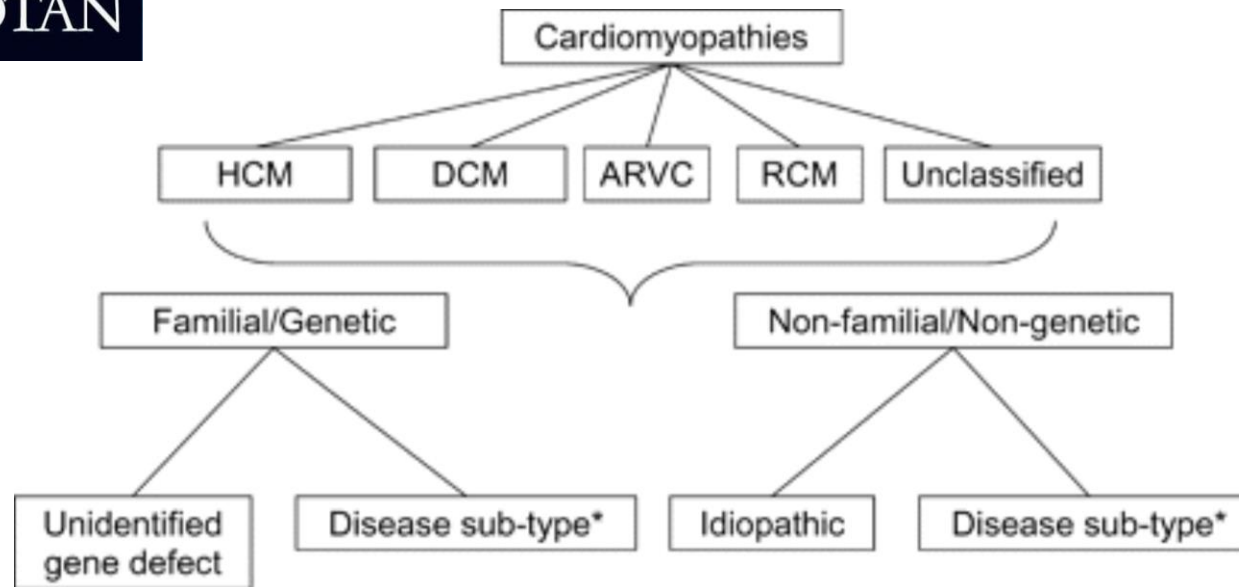 Cardiomyopathies
HCM DCM ARVC RCM Unclassified
Familial/Genetic Non-familial/Non-genetic
Unidentified gene defect
Disease sub-type*
Idiopathic
Disease sub-type*